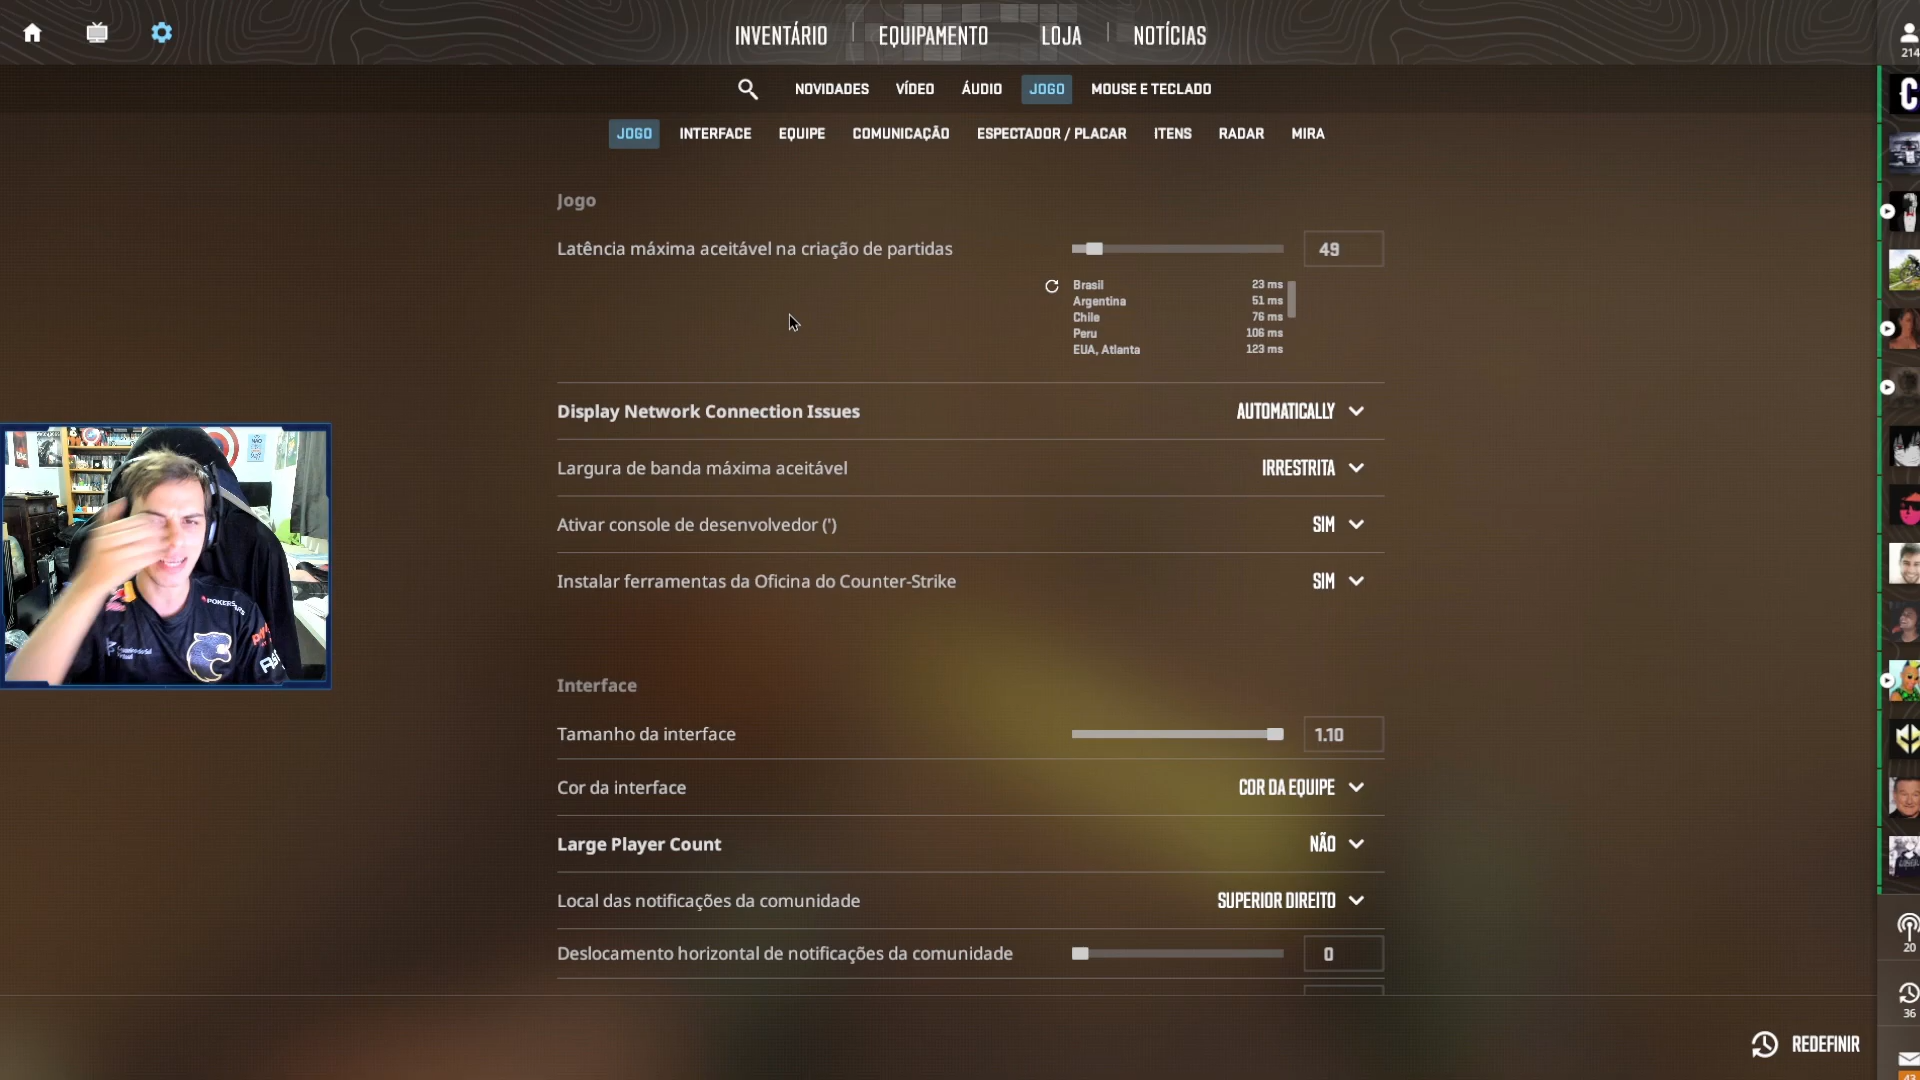 INVENTÁRIO
EQUIPAMENTO
LOJA
NOTÍCIAS
214
NOVIDADES
VÍDEO
ÁUDIO
JOGO
MOUSE E TECLADO
JOGO
INTERFACE
EQUIPE
COMUNICAÇÃO
ESPECTADOR / PLACAR
ITENS
RADAR
MIRA
Jogo
Latência máxima aceitável na criação de partidas
49
Brasil 23 ms
Argentina 51 ms
Chile 76 ms
Peru 106 ms
EUA, Atlanta 123 ms
Display Network Connection Issues
AUTOMATICALLY
Largura de banda máxima aceitável
IRRESTRITA
Ativar console de desenvolvedor (')
SIM
Instalar ferramentas da Oficina do Counter-Strike
SIM
Interface
Tamanho da interface
1.10
Cor da interface
COR DA EQUIPE
Large Player Count
NÃO
Local das notificações da comunidade
SUPERIOR DIREITO
Deslocamento horizontal de notificações da comunidade
0
20
36
REDEFINIR
43